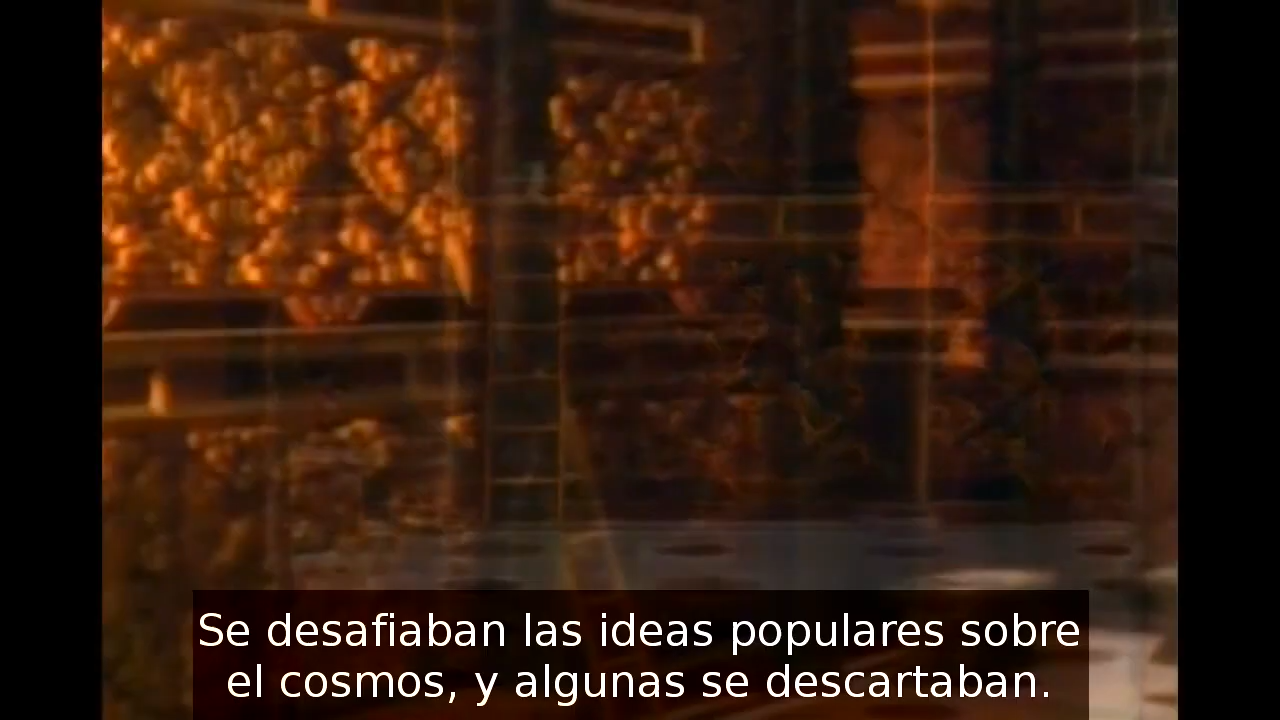 Se desafiaban las ideas populares sobre
el cosmos, y algunas se descartaban.